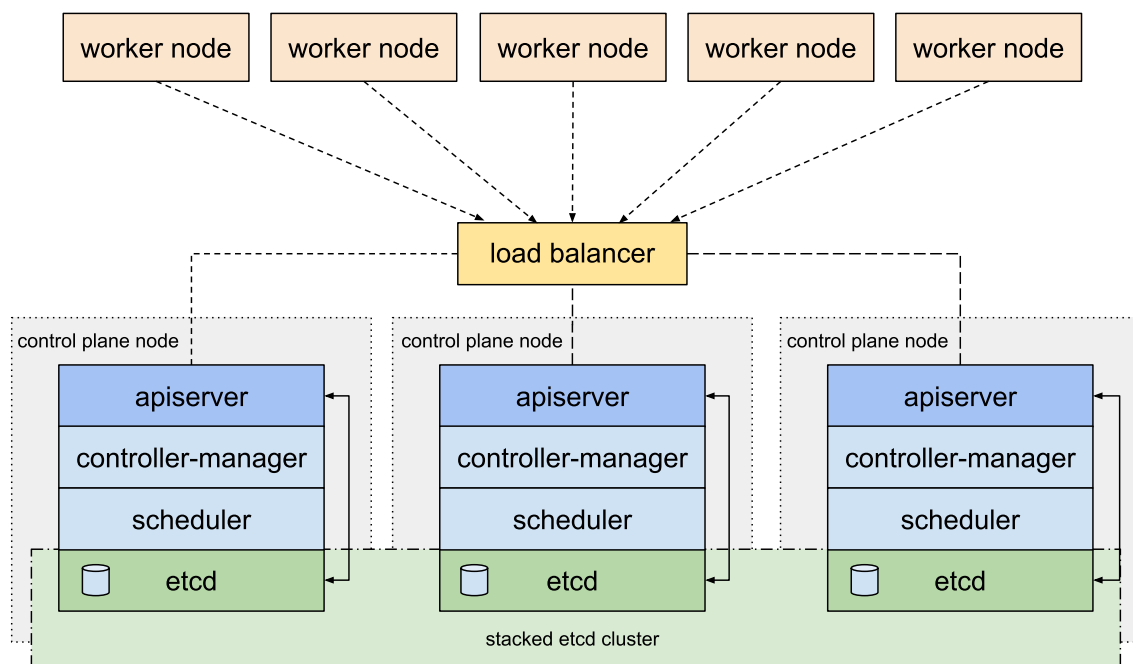 worker node
worker node
worker node
worker node
worker node
load balancer
control plane node
control plane node
control plane node
apiserver
apiserver
apiserver
controller-manager
controller-manager
controller-manager
scheduler
scheduler
scheduler
etcd
etcd
etcd
stacked etcd cluster